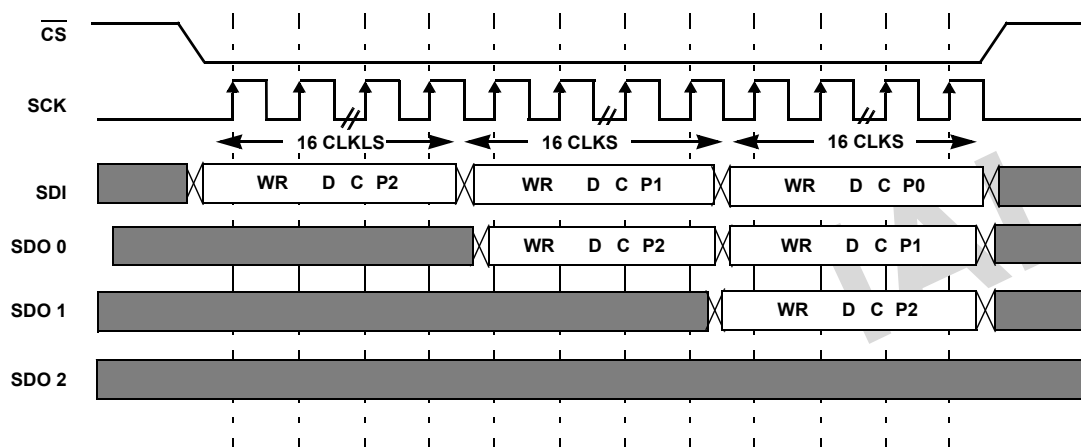 CS
SCK
16 CLKLS 16 CLKS 16 CLKS
SDI WR D C P2 WR D C P1 WR D C P0
SDO 0 WR D C P2 WR D C P1
SDO 1 WR D C P2
SDO 2